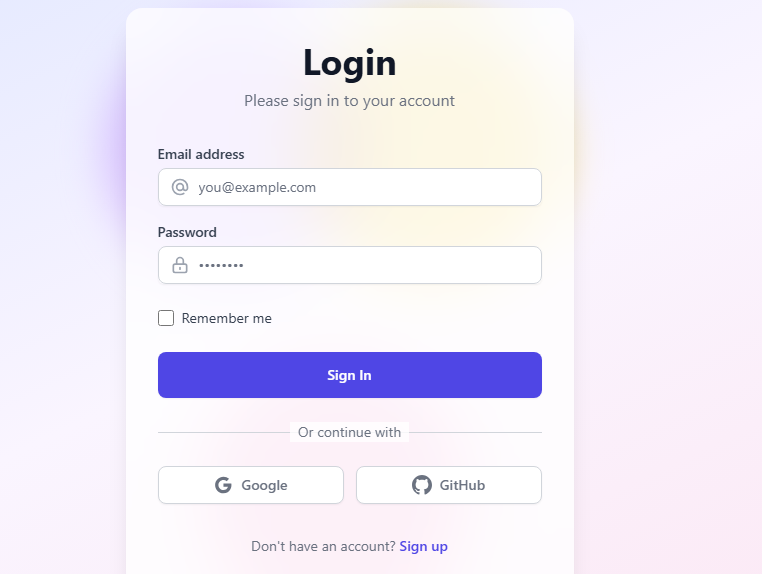 Login
Please sign in to your account
Email address
you@example.com
Password
••••••••
Remember me
Sign In
Or continue with
Google
GitHub
Don't have an account? Sign up